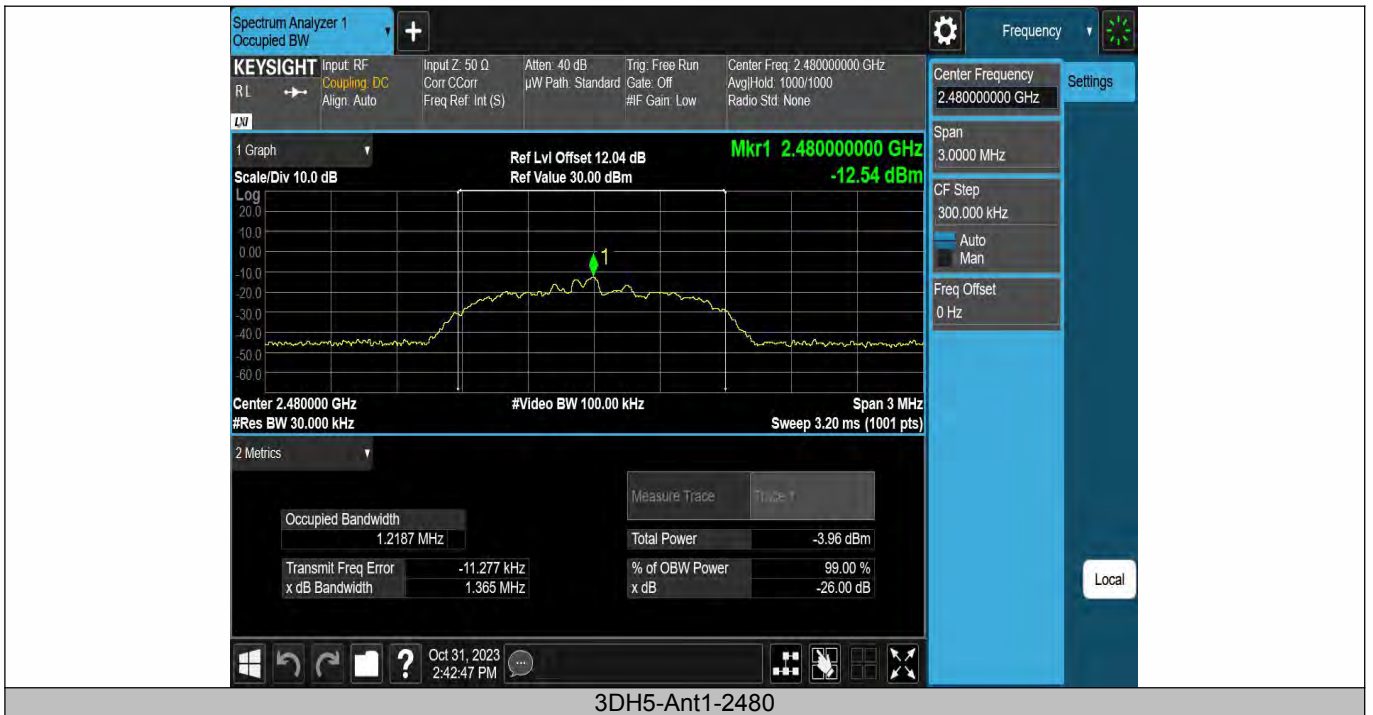 Spectrum Analyzer 1
Occupied BW
Frequency
KEYSIGHT
R L
LXI
Input: RF
Coupling: DC
Align: Auto
Input Z: 50 Ω
Corr CCorr
Freq Ref: Int (S)
Atten: 40 dB
µW Path: Standard
Trig: Free Run
Gate: Off
#IF Gain: Low
Center Freq: 2.480000000 GHz
Avg|Hold: 1000/1000
Radio Std: None
Center Frequency
2.480000000 GHz
Settings
Span
3.0000 MHz
CF Step
300.000 kHz
Auto
Man
Freq Offset
0 Hz
1 Graph
Scale/Div 10.0 dB
Ref Lvl Offset 12.04 dB
Ref Value 30.00 dBm
Mkr1 2.480000000 GHz
-12.54 dBm
Log
20.0
10.0
0.00
-10.0
-20.0
-30.0
-40.0
-50.0
-60.0
1
Center 2.480000 GHz
#Video BW 100.00 kHz
Span 3 MHz
#Res BW 30.000 kHz
Sweep 3.20 ms (1001 pts)
2 Metrics
Measure Trace
Trace 1
Occupied Bandwidth
1.2187 MHz
Total Power -3.96 dBm
Transmit Freq Error -11.277 kHz
% of OBW Power 99.00 %
x dB Bandwidth 1.365 MHz
x dB -26.00 dB
Local
Oct 31, 2023
2:42:47 PM
3DH5-Ant1-2480